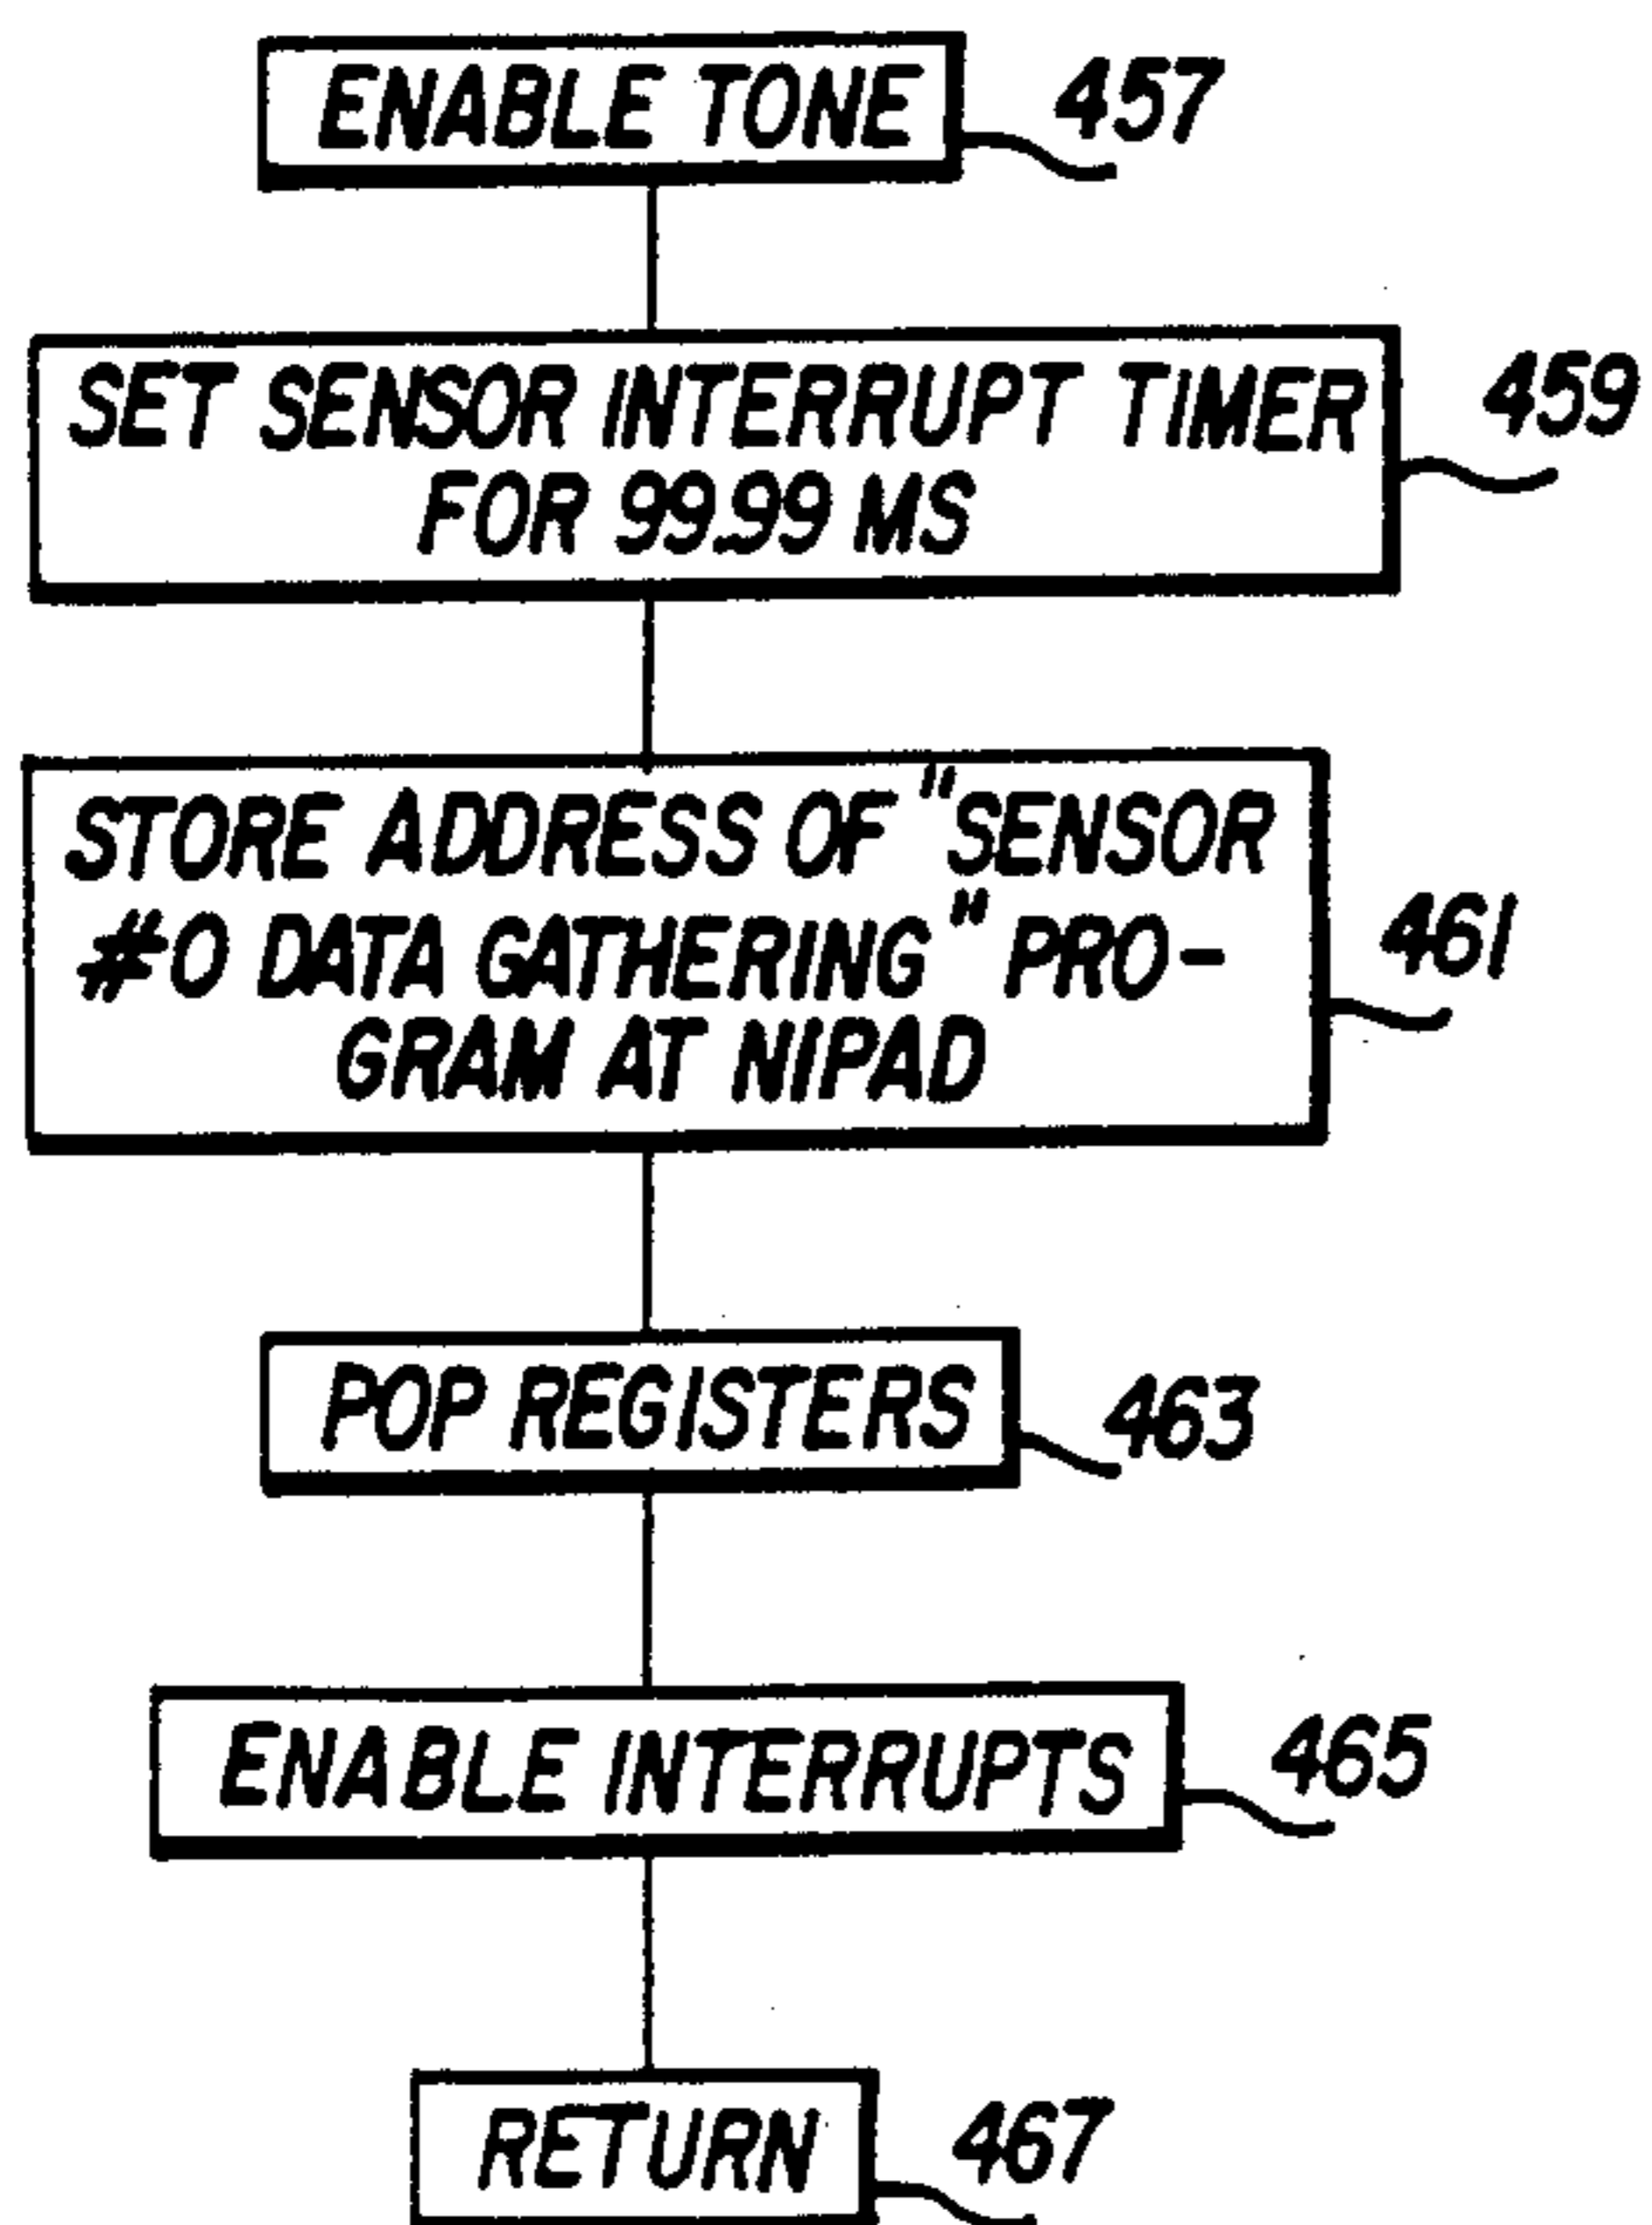 ENABLE TONE
457
SET SENSOR INTERRUPT TIMER
FOR 99.99 MS
459
STORE ADDRESS OF "SENSOR
#0 DATA GATHERING" PRO-
GRAM AT NIPAD
461
POP REGISTERS
463
ENABLE INTERRUPTS
465
RETURN
467